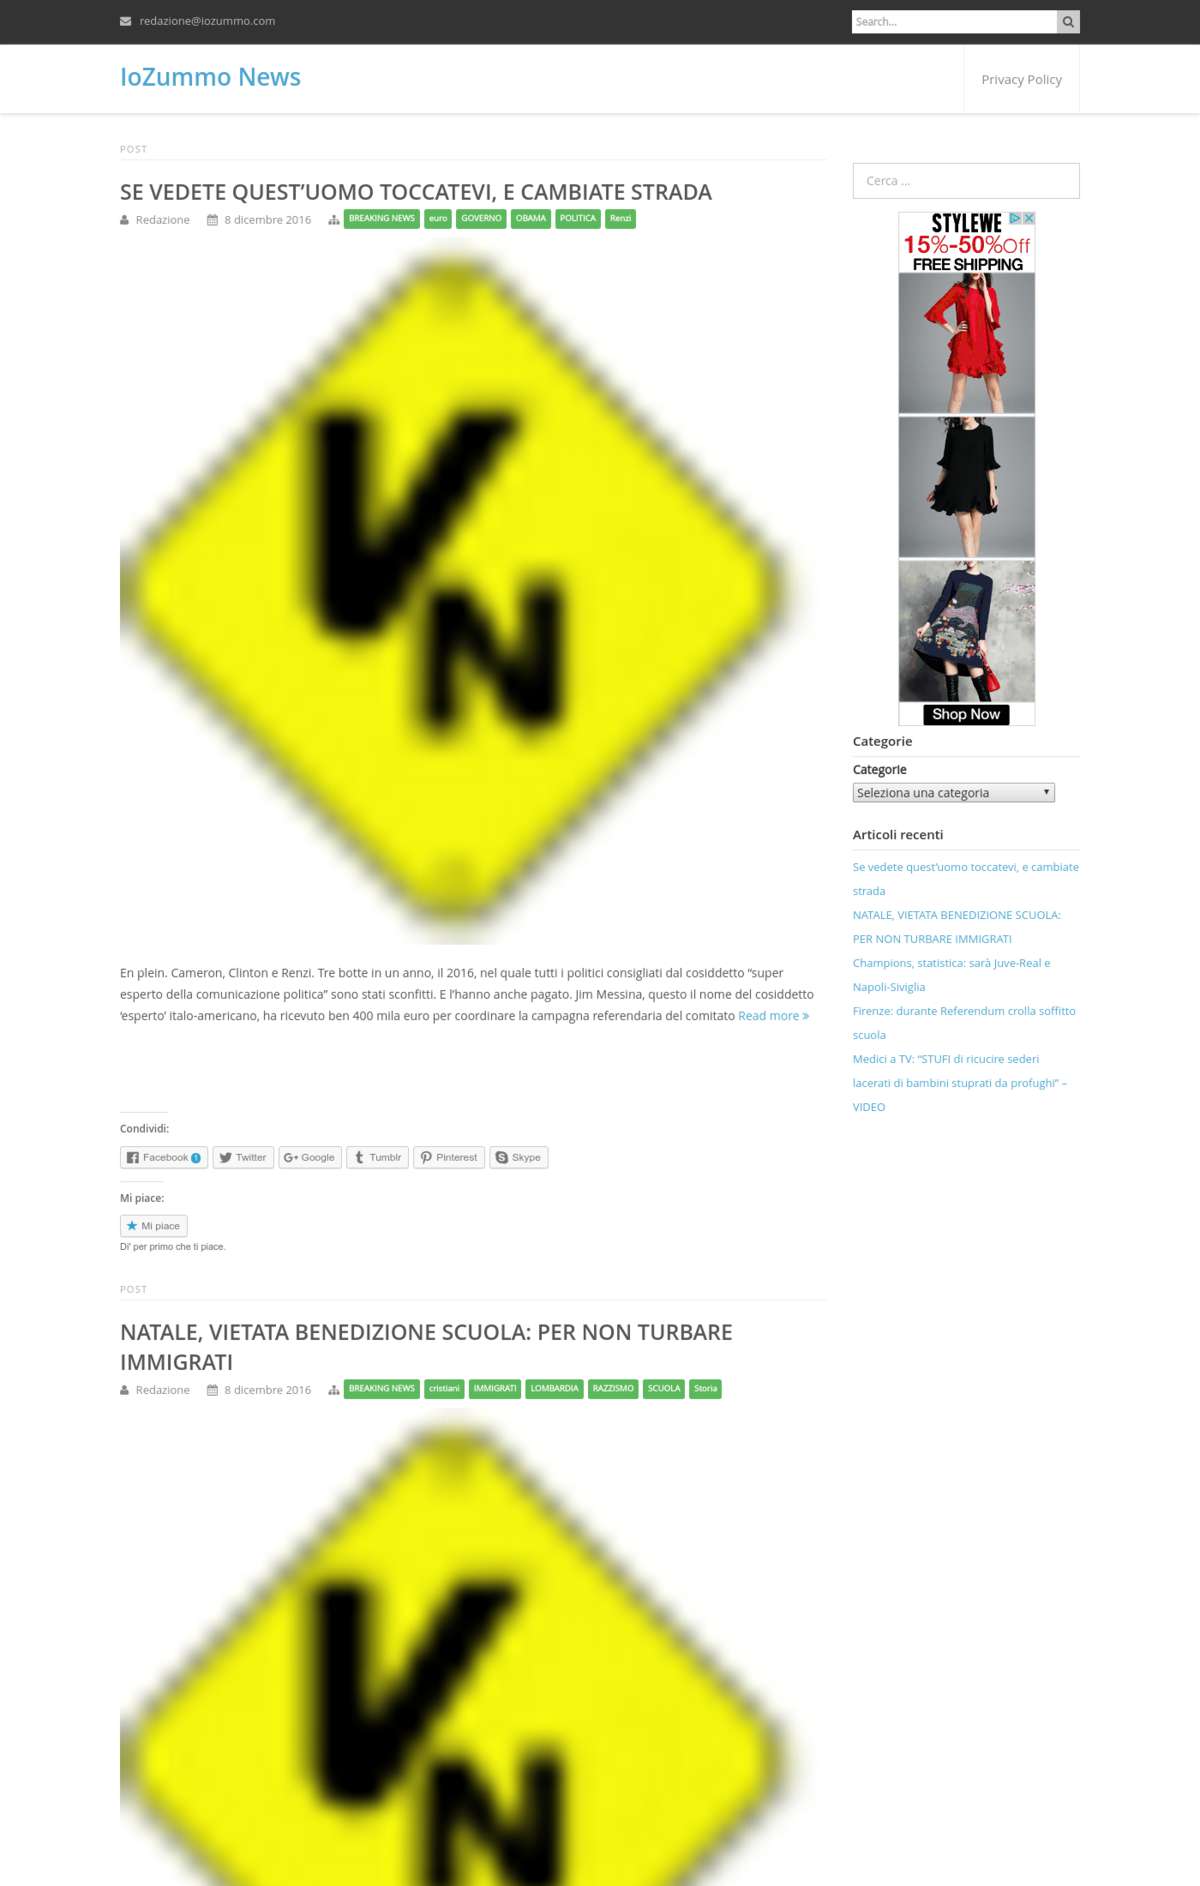 redazione@iozummo.com
Search...
IoZummo News
Privacy Policy
POST
SE VEDETE QUEST’UOMO TOCCATEVI, E CAMBIATE STRADA
Redazione 8 dicembre 2016 BREAKING NEWS euro GOVERNO OBAMA POLITICA Renzi
VN
En plein. Cameron, Clinton e Renzi. Tre botte in un anno, il 2016, nel quale tutti i politici consigliati dal cosiddetto “super
esperto della comunicazione politica” sono stati sconfitti. E l’hanno anche pagato. Jim Messina, questo il nome del cosiddetto
‘esperto’ italo-americano, ha ricevuto ben 400 mila euro per coordinare la campagna referendaria del comitato Read more »
Condividi:
Facebook 1 Twitter Google Tumblr Pinterest Skype
Mi piace:
Mi piace
Di' per primo che ti piace.
POST
NATALE, VIETATA BENEDIZIONE SCUOLA: PER NON TURBARE
IMMIGRATI
Redazione 8 dicembre 2016 BREAKING NEWS cristiani IMMIGRATI LOMBARDIA RAZZISMO SCUOLA Storia
VN
Cerca ...
STYLEWE
15%-50%Off
FREE SHIPPING
Shop Now
Categorie
Categorie
Seleziona una categoria
Articoli recenti
Se vedete quest’uomo toccatevi, e cambiate
strada
NATALE, VIETATA BENEDIZIONE SCUOLA:
PER NON TURBARE IMMIGRATI
Champions, statistica: sarà Juve-Real e
Napoli-Siviglia
Firenze: durante Referendum crolla soffitto
scuola
Medici a TV: “STUFI di ricucire sederi
lacerati di bambini stuprati da profughi” –
VIDEO